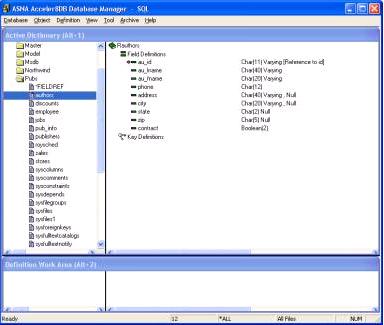 ASNA Acceler8DB Database Manager - SQL
Database Object Definition View Tool Archive Help
Active Dictionary (Alt+1)
Master
Model
Msdb
Northwind
Pubs
*FIELDREF
authors
discounts
employee
jobs
pub_info
publishers
roysched
sales
stores
syscolumns
syscomments
sysconstraints
sysdepends
sysfilegroups
sysfiles
sysfiles1
sysforeignkeys
sysfulltextcatalogs
sysfulltextnotify
Rauthors
Field Definitions
au_id Char(11) Varying [Reference to id]
au_lname Char(40) Varying
au_fname Char(20) Varying
phone Char(12)
address Char(40) Varying , Null
city Char(20) Varying , Null
state Char(2) Null
zip Char(5) Null
contract Boolean(2)
Key Definitions
Definition Work Area (Alt+2)
Ready 12 *ALL All Files NUM